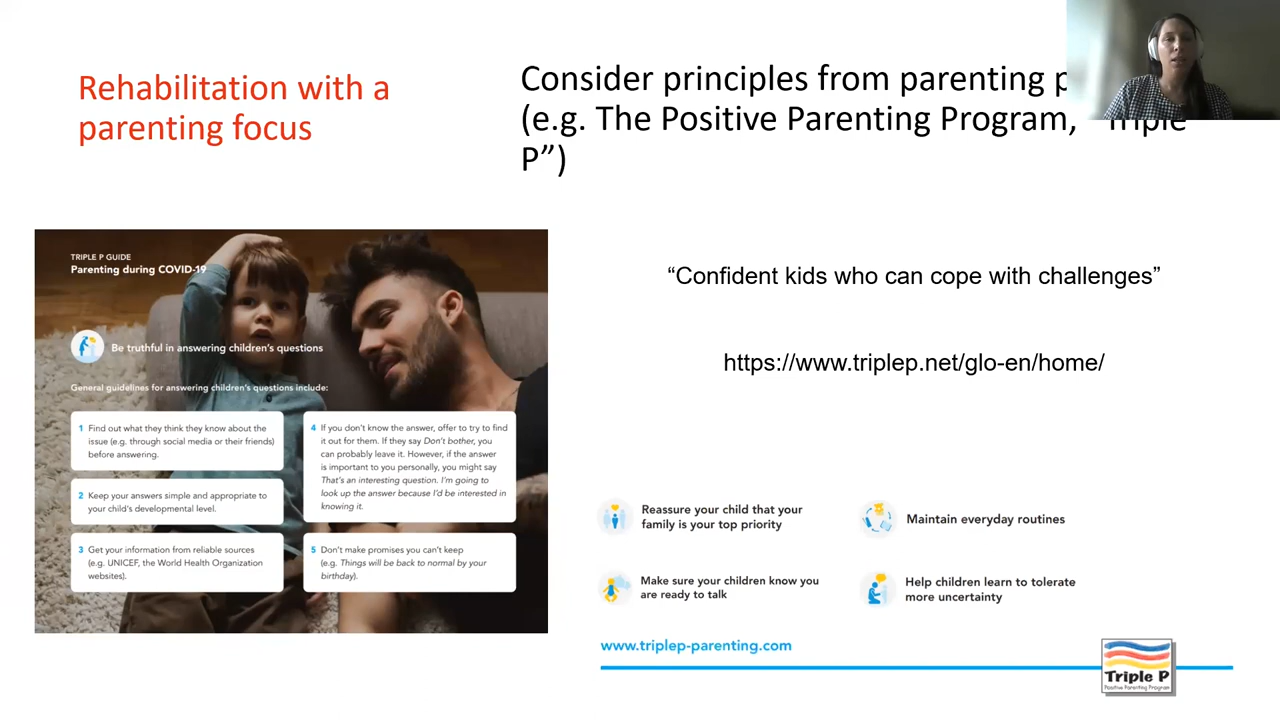 Rehabilitation with a
parenting focus
Consider principles from parenting
(e.g. The Positive Parenting Program, “Triple
P”)
TRIPLE P GUIDE
Parenting during COVID-19
Be truthful in answering children's questions
General guidelines for answering children's questions include:
1 Find out what they think they know about the
issue (e.g. through social media or their friends)
before answering.
2 Keep your answers simple and appropriate to
your child's developmental level.
3 Get your information from reliable sources
(e.g. UNICEF, the World Health Organization
websites).
4 If you don't know the answer, offer to try to find
it out for them. If they say Don't bother, you
can probably leave it. However, if the answer
is important to you personally, you might say
That's an interesting question. I'm going to
look up the answer because I'd be interested in
knowing it.
5 Don't make promises you can't keep
(e.g. Things will be back to normal by your
birthday).
“Confident kids who can cope with challenges”
https://www.triplep.net/glo-en/home/
Reassure your child that your
family is your top priority
Maintain everyday routines
Make sure your children know you
are ready to talk
Help children learn to tolerate
more uncertainty
www.triplep-parenting.com
Triple P
Positive Parenting Program